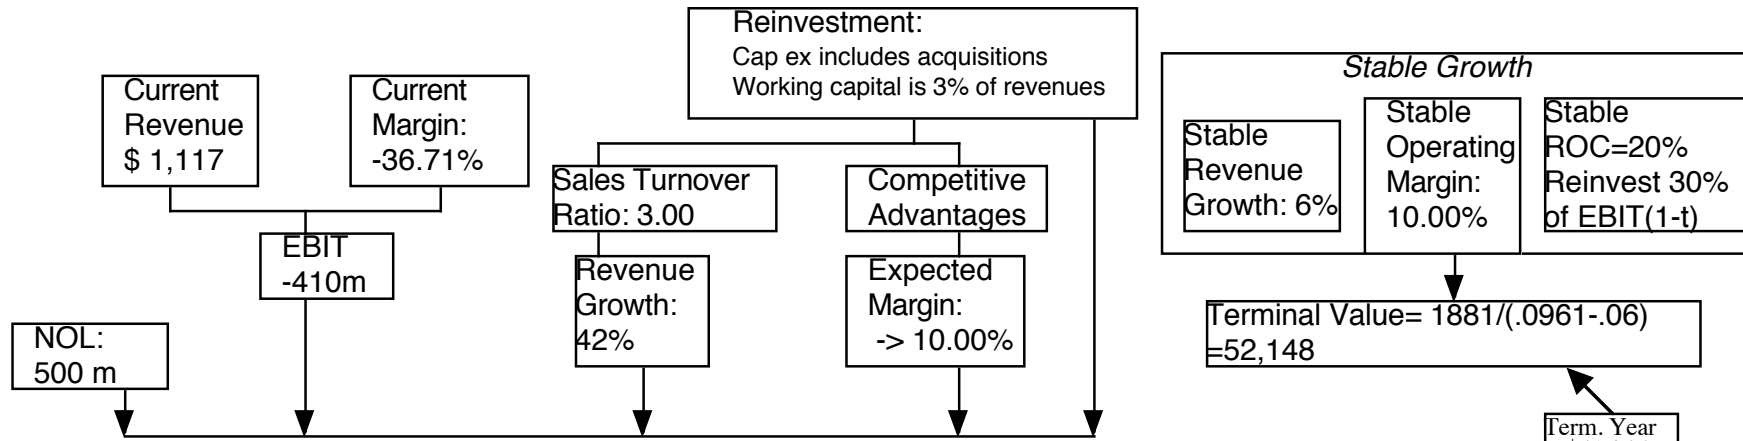 Reinvestment:
Cap ex includes acquisitions
Working capital is 3% of revenues
Stable Growth
Current
Revenue
$ 1,117
Current
Margin:
-36.71%
Stable
Revenue
Growth: 6%
Stable
Operating
Margin:
10.00%
Stable
ROC=20%
Reinvest 30%
of EBIT(1-t)
Sales Turnover
Ratio: 3.00
Competitive
Advantages
EBIT
-410m
Revenue
Growth:
42%
Expected
Margin:
-> 10.00%
NOL:
500 m
Terminal Value= 1881/(.0961-.06)
=52,148
Term. Year